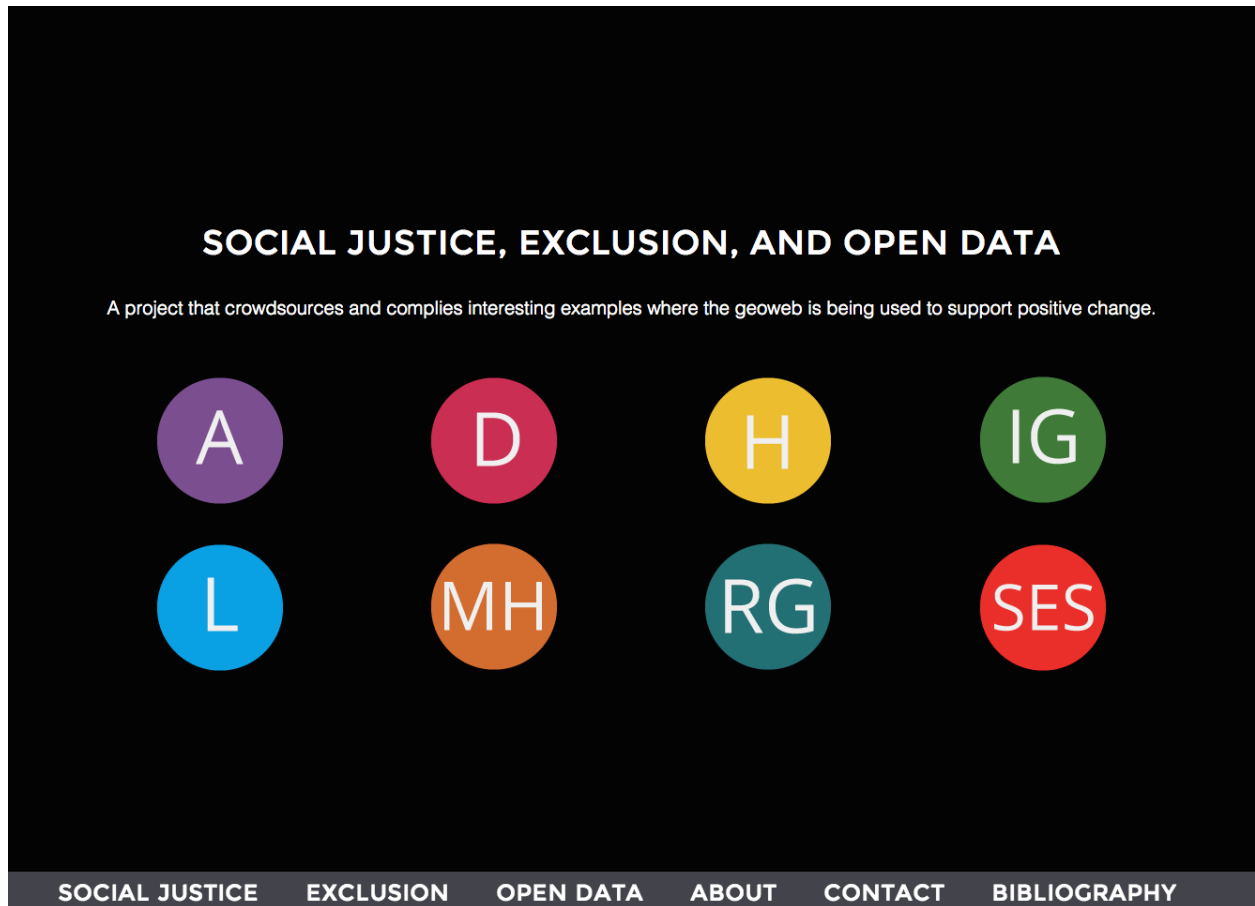 SOCIAL JUSTICE, EXCLUSION, AND OPEN DATA
A project that crowdsources and complies interesting examples where the geoweb is being used to support positive change.
A D H IG
L MH RG SES
SOCIAL JUSTICE EXCLUSION OPEN DATA ABOUT CONTACT BIBLIOGRAPHY